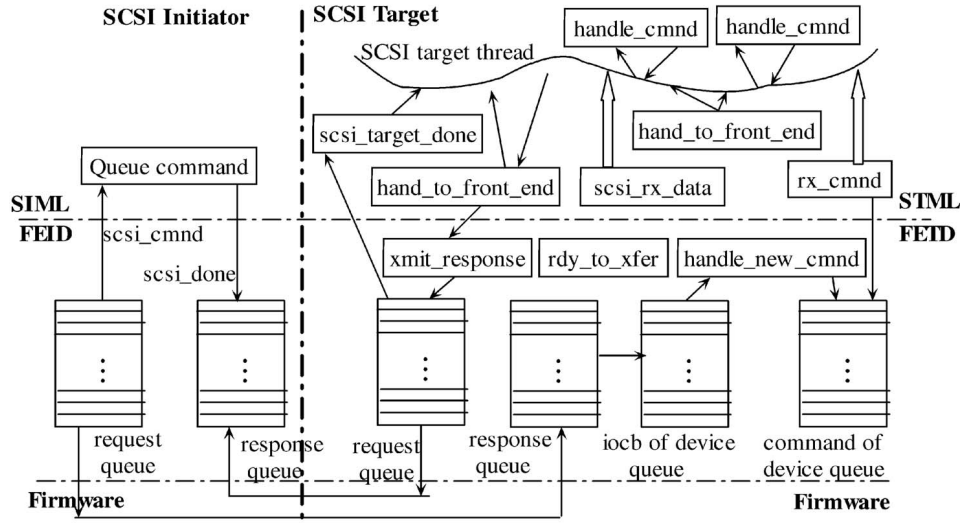 SCSI Initiator
SCSI Target
handle_cmnd
handle_cmnd
SCSI target thread
scsi_target_done
hand_to_front_end
Queue command
hand_to_front_end
scsi_rx_data
rx_cmnd
SIML
STML
FEID
FETD
scsi_cmnd
scsi_done
xmit_response
rdy_to_xfer
handle_new_cmnd
request
queue
response
queue
request
queue
response
queue
iocb of device
queue
command of
device queue
Firmware
Firmware